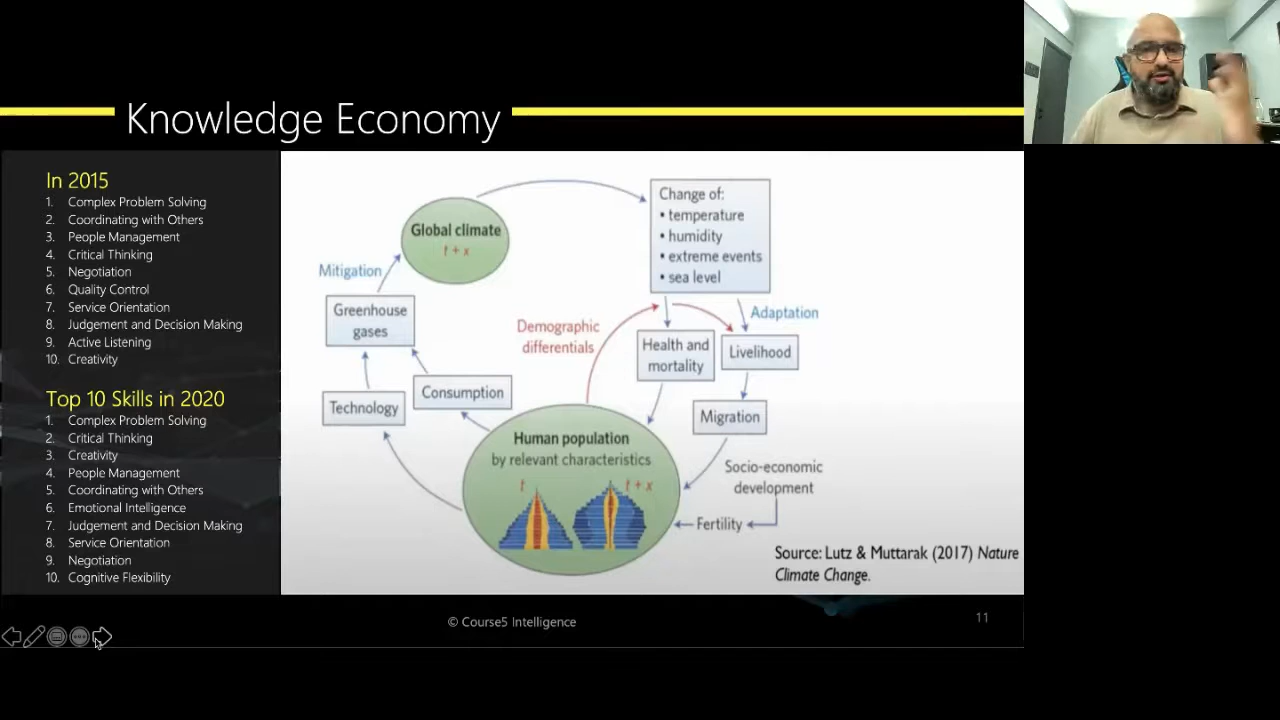 Knowledge Economy
In 2015
1. Complex Problem Solving
2. Coordinating with Others
3. People Management
4. Critical Thinking
5. Negotiation
6. Quality Control
7. Service Orientation
8. Judgement and Decision Making
9. Active Listening
10. Creativity
Top 10 Skills in 2020
1. Complex Problem Solving
2. Critical Thinking
3. Creativity
4. People Management
5. Coordinating with Others
6. Emotional Intelligence
7. Judgement and Decision Making
8. Service Orientation
9. Negotiation
10. Cognitive Flexibility
Global climate
t + x
Change of:
• temperature
• humidity
• extreme events
• sea level
Mitigation
Greenhouse
gases
Demographic
differentials
Adaptation
Health and
mortality
Livelihood
Technology
Consumption
Migration
Human population
by relevant characteristics
t
t + x
Socio-economic
development
Fertility
Source: Lutz & Muttarak (2017) Nature
Climate Change.
© Course5 Intelligence
11